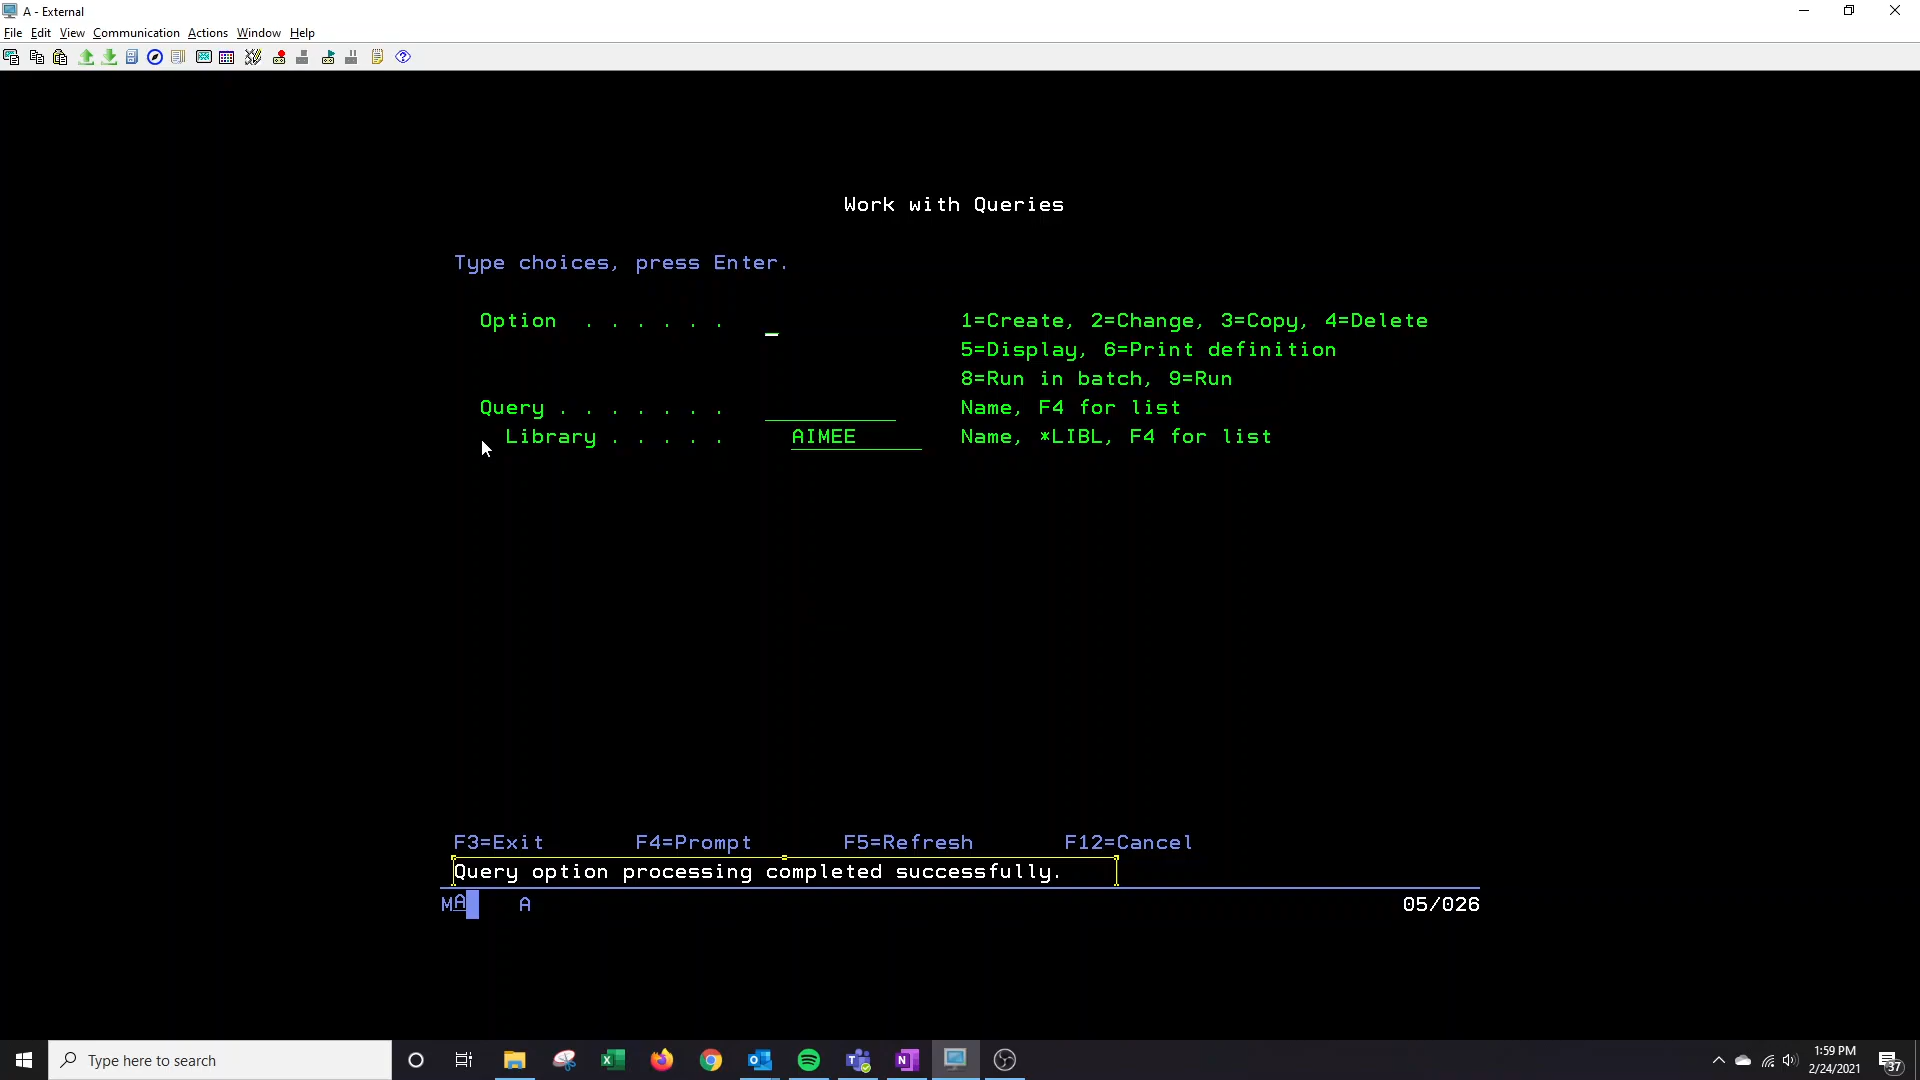 A - External
File Edit View Communication Actions Window Help
Work with Queries
Type choices, press Enter.
Option . . . . . . _ 1=Create, 2=Change, 3=Copy, 4=Delete
5=Display, 6=Print definition
8=Run in batch, 9=Run
Query . . . . . . . Name, F4 for list
Library . . . . . AIMEE Name, *LIBL, F4 for list
F3=Exit F4=Prompt F5=Refresh F12=Cancel
Query option processing completed successfully.
MA A 05/026
Type here to search
1:59 PM
2/24/2021
37